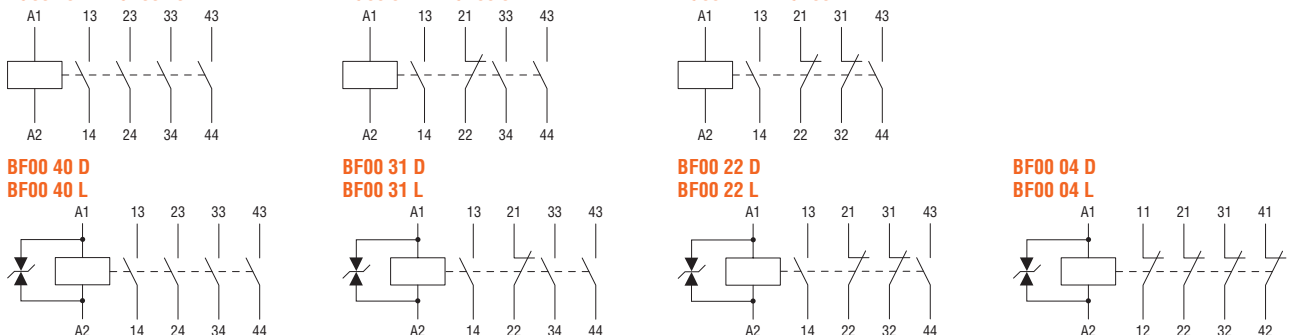 A1 13 23 33 43
A2 14 24 34 44
A1 13 21 33 43
A2 14 22 34 44
A1 13 21 31 43
A2 14 22 32 44
BF00 40 D
BF00 40 L
A1 13 23 33 43
A2 14 24 34 44
BF00 31 D
BF00 31 L
A1 13 21 33 43
A2 14 22 34 44
BF00 22 D
BF00 22 L
A1 13 21 31 43
A2 14 22 32 44
BF00 04 D
BF00 04 L
A1 11 21 31 41
A2 12 22 32 42